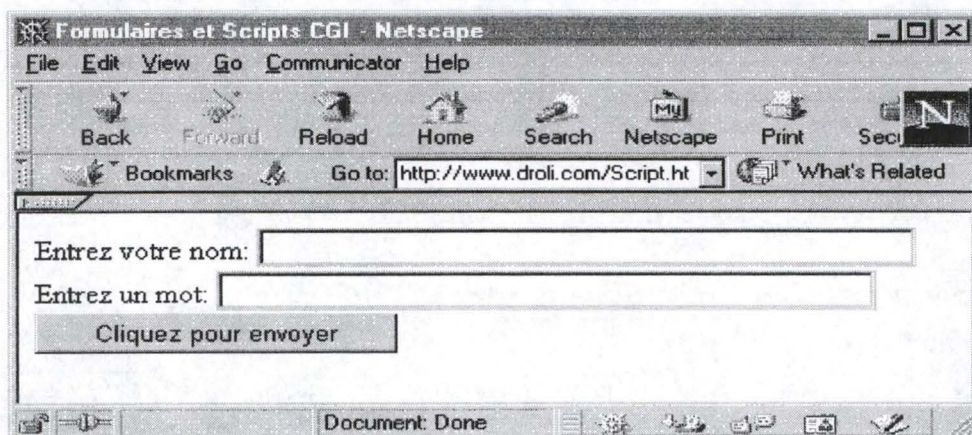 Formulaires et Scripts CGI - Netscape
File Edit View Go Communicator Help
Back Forward Reload Home Search Netscape Print Secu
Bookmarks Go to: http://www.droli.com/Script.ht What's Related
Entrez votre nom:
Entrez un mot:
Cliquez pour envoyer
Document: Done